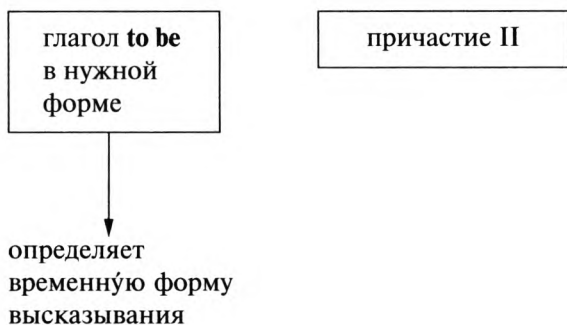 глагол to be
в нужной
форме
причастие II
определяет
временну́ю форму
высказывания